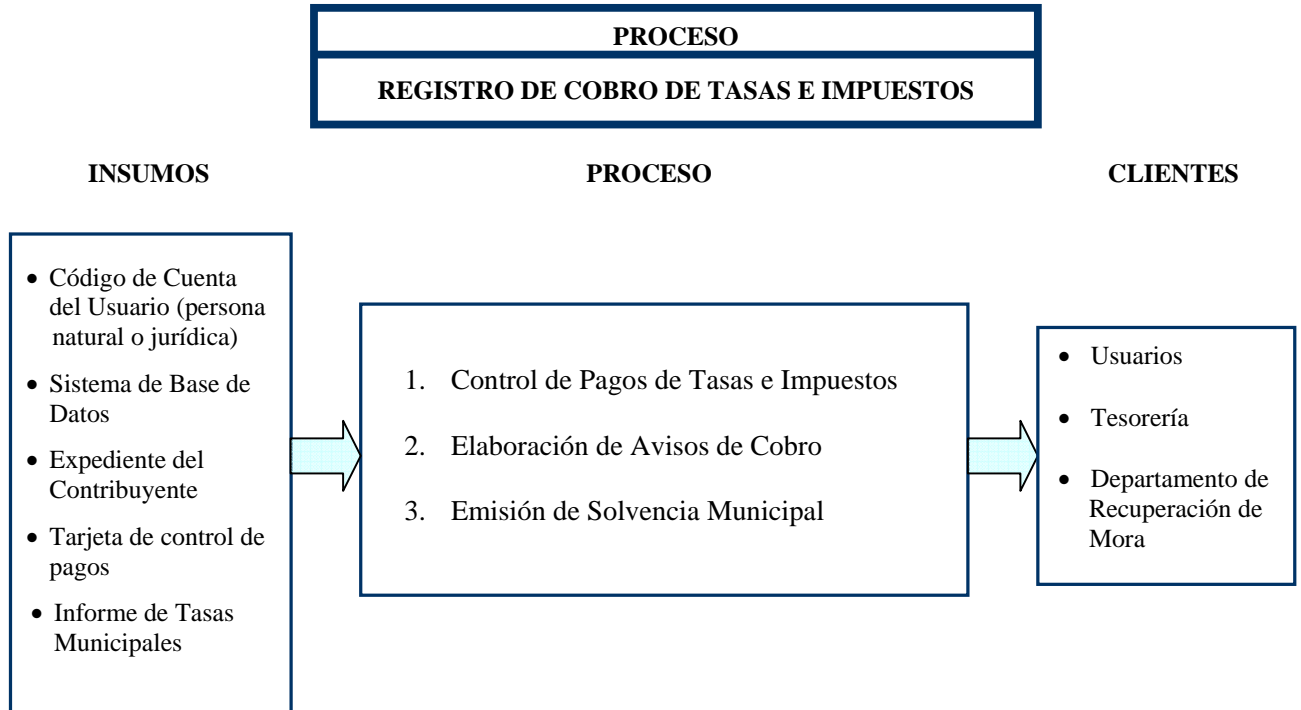 PROCESO
REGISTRO DE COBRO DE TASAS E IMPUESTOS
INSUMOS
PROCESO
CLIENTES
• Código de Cuenta
del Usuario (persona
natural o jurídica)
• Sistema de Base de
Datos
• Expediente del
Contribuyente
• Tarjeta de control de
pagos
• Informe de Tasas
Municipales
1. Control de Pagos de Tasas e Impuestos
2. Elaboración de Avisos de Cobro
3. Emisión de Solvencia Municipal
• Usuarios
• Tesorería
• Departamento de
Recuperación de
Mora